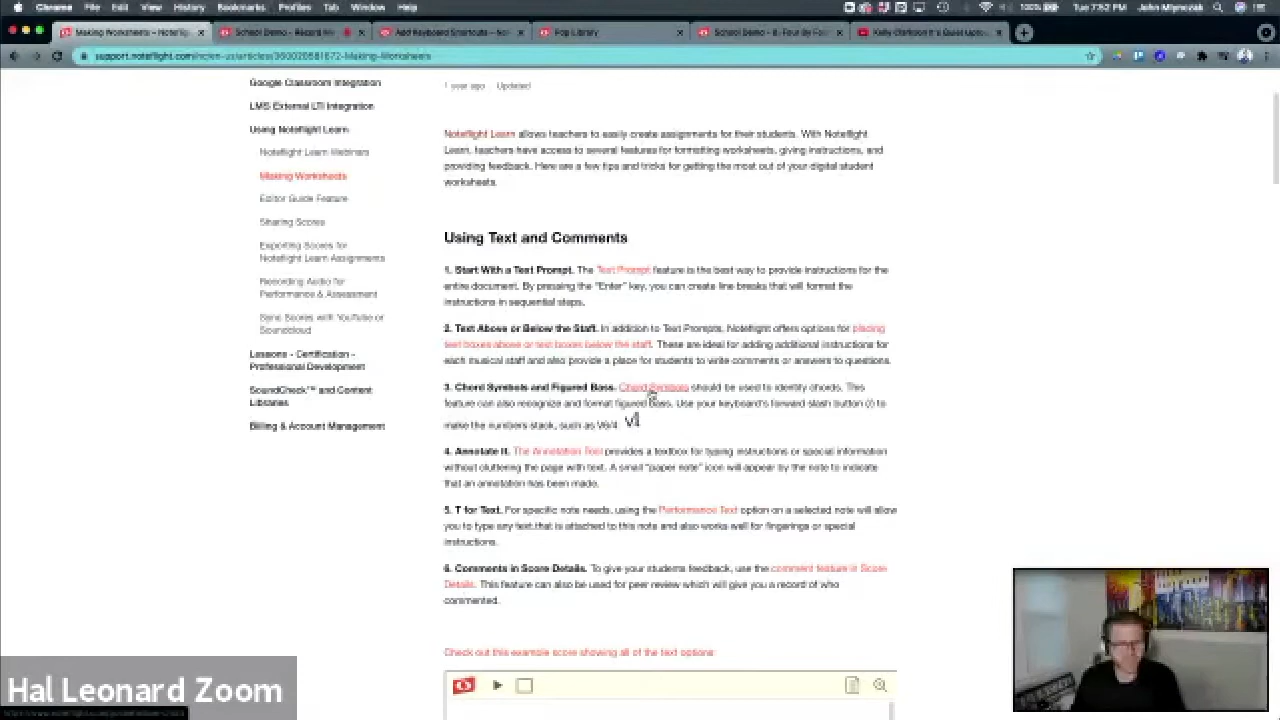 Chrome File Edit View History Bookmarks Profiles Tab Window Help 100% Tue 7:52 PM John Mlynczak
Making Worksheets – Noteflig × School Demo - Record We × Add Keyboard Shortcuts – No × Pop Library × School Demo - 8. Four By Fo × Kelly Clarkson It's Quiet Upto ×
support.noteflight.com/hc/en-us/articles/360020581672-Making-Worksheets
Google Classroom Integration
LMS External LTI Integration
Using Noteflight Learn
Noteflight Learn Webinars
Making Worksheets
Editor Guide Feature
Sharing Scores
Exporting Scores for
Noteflight Learn Assignments
Recording Audio for
Performance & Assessment
Sync Scores with YouTube or
Soundcloud
Lessons - Certification -
Professional Development
SoundCheck™ and Content
Libraries
Billing & Account Management
1 year ago Updated
Noteflight Learn allows teachers to easily create assignments for their students. With Noteflight
Learn, teachers have access to several features for formatting worksheets, giving instructions, and
providing feedback. Here are a few tips and tricks for getting the most out of your digital student
worksheets.
Using Text and Comments
1. Start With a Text Prompt. The Text Prompt feature is the best way to provide instructions for the
entire document. By pressing the "Enter" key, you can create line breaks that will format the
instructions in sequential steps.
2. Text Above or Below the Staff. In addition to Text Prompts, Noteflight offers options for placing
text boxes above or text boxes below the staff. These are ideal for adding additional instructions for
each musical staff and also provide a place for students to write comments or answers to questions.
3. Chord Symbols and Figured Bass. Chord Symbols should be used to identify chords. This
feature can also recognize and format figured bass. Use your keyboard's forward slash button (/) to
make the numbers stack, such as V6/4
4. Annotate It. The Annotation Tool provides a textbox for typing instructions or special information
without cluttering the page with text. A small "paper note" icon will appear by the note to indicate
that an annotation has been made.
5. T for Text. For specific note needs, using the Performance Text option on a selected note will allow
you to type any text that is attached to this note and also works well for fingerings or special
instructions.
6. Comments in Score Details. To give your students feedback, use the comment feature in Score
Details. This feature can also be used for peer review which will give you a record of who
commented.
Check out this example score showing all of the text options:
Hal Leonard Zoom